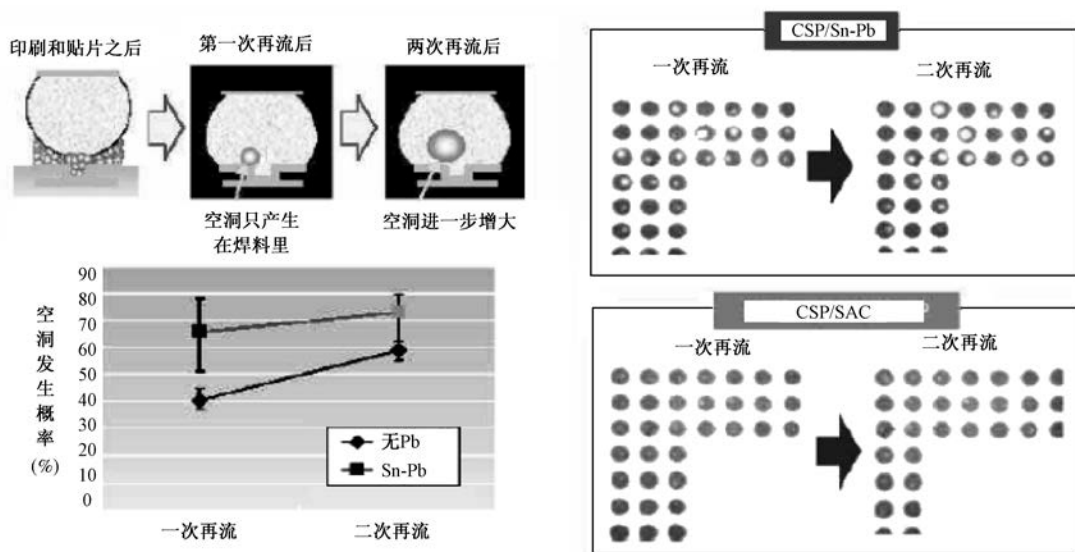 印刷和贴片之后
第一次再流后
两次再流后
空洞只产生
在焊料里
空洞进一步增大
空洞发生概率
(%)
90
80
70
60
50
40
30
20
10
0
无Pb
Sn-Pb
一次再流
二次再流
CSP/Sn-Pb
一次再流
二次再流
CSP/SAC
一次再流
二次再流